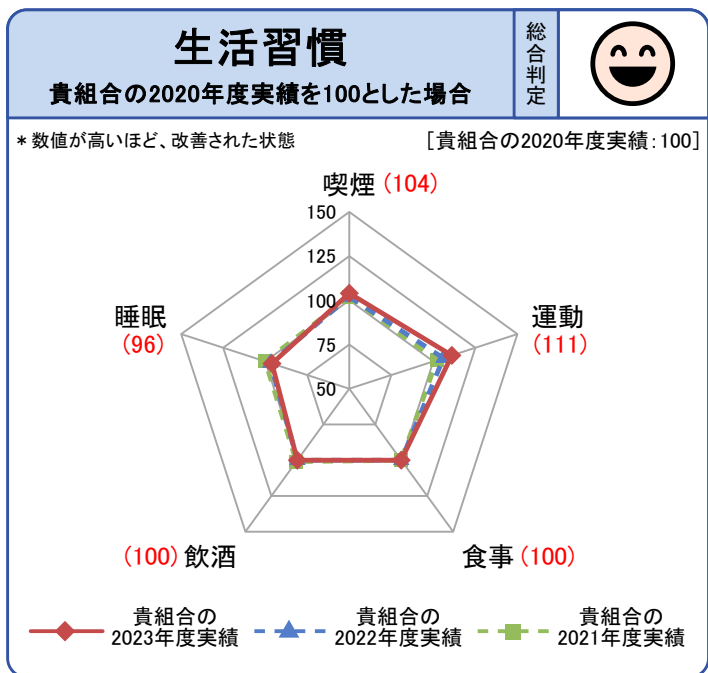 生活習慣
貴組合の2020年度実績を100とした場合
総合判定
＊数値が高いほど、改善された状態
[貴組合の2020年度実績:100]
喫煙(104)
150
125
100
75
50
運動
(111)
睡眠
(96)
(100)飲酒
食事(100)
貴組合の
2023年度実績
貴組合の
2022年度実績
貴組合の
2021年度実績